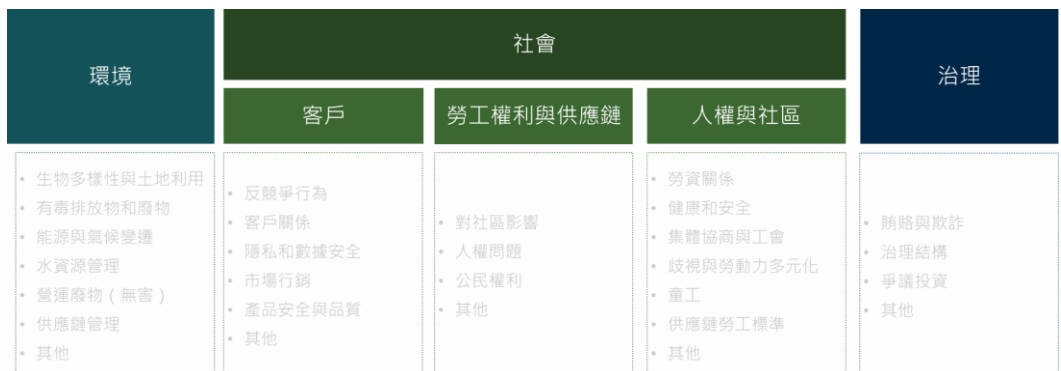 環境
社會
治理
客戶
勞工權利與供應鏈
人權與社區
• 生物多樣性與土地利用
• 有毒排放物和廢物
• 能源與氣候變遷
• 水資源管理
• 營運廢物（無害）
• 供應鏈管理
• 其他
• 反競爭行為
• 客戶關係
• 隱私和數據安全
• 市場行銷
• 產品安全與品質
• 其他
• 對社區影響
• 人權問題
• 公民權利
• 其他
• 勞資關係
• 健康和安全
• 集體協商與工會
• 歧視與勞動力多元化
• 童工
• 供應鏈勞工標準
• 其他
• 賄賂與欺詐
• 治理結構
• 爭議投資
• 其他